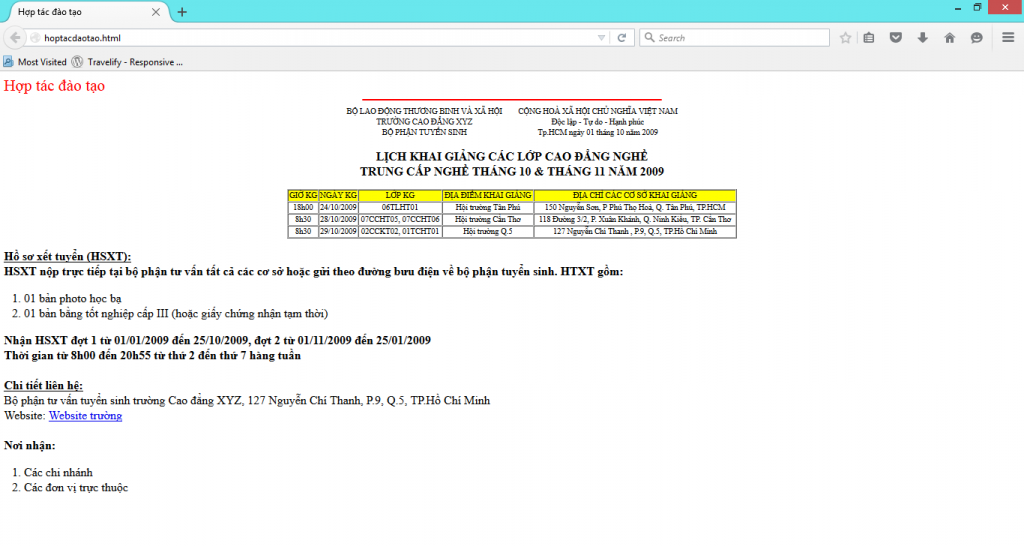 Hợp tác đào tạo
hoptacdaotao.html
Search
Most Visited Travelify - Responsive ...
Hợp tác đào tạo
BỘ LAO ĐỘNG THƯƠNG BINH VÀ XÃ HỘI CỘNG HOÀ XÃ HỘI CHỦ NGHĨA VIỆT NAM
TRƯỜNG CAO ĐẲNG XYZ Độc lập - Tự do - Hạnh phúc
BỘ PHẬN TUYỂN SINH Tp.HCM ngày 01 tháng 10 năm 2009
LỊCH KHAI GIẢNG CÁC LỚP CAO ĐẲNG NGHỀ
TRUNG CẤP NGHỀ THÁNG 10 & THÁNG 11 NĂM 2009
GIỜ KG NGÀY KG LỚP KG ĐỊA ĐIỂM KHAI GIẢNG ĐỊA CHỈ CÁC CƠ SỞ KHAI GIẢNG
18h00 24/10/2009 06TLHT01 Hội trường Tân Phú 150 Nguyễn Sơn, P Phú Thọ Hoà, Q. Tân Phú, TP.HCM
8h30 28/10/2009 07CCHT05, 07CCHT06 Hội trường Cần Thơ 118 Đường 3/2, P. Xuân Khánh, Q. Ninh Kiều, TP. Cần Thơ
8h30 29/10/2009 02CCKT02, 01TCHT01 Hội trường Q.5 127 Nguyễn Chí Thanh , P.9, Q.5, TP.Hồ Chí Minh
Hồ sơ xét tuyển (HSXT):
HSXT nộp trực tiếp tại bộ phận tư vấn tất cả các cơ sở hoặc gửi theo đường bưu điện về bộ phận tuyển sinh. HTXT gồm:
1. 01 bản photo học bạ
2. 01 bản bằng tốt nghiệp cấp III (hoặc giấy chứng nhận tạm thời)
Nhận HSXT đợt 1 từ 01/01/2009 đến 25/10/2009, đợt 2 từ 01/11/2009 đến 25/01/2009
Thời gian từ 8h00 đến 20h55 từ thứ 2 đến thứ 7 hàng tuần
Chi tiết liên hệ:
Bộ phận tư vấn tuyển sinh trường Cao đẳng XYZ, 127 Nguyễn Chí Thanh, P.9, Q.5, TP.Hồ Chí Minh
Website: Website trường
Nơi nhận:
1. Các chi nhánh
2. Các đơn vị trực thuộc